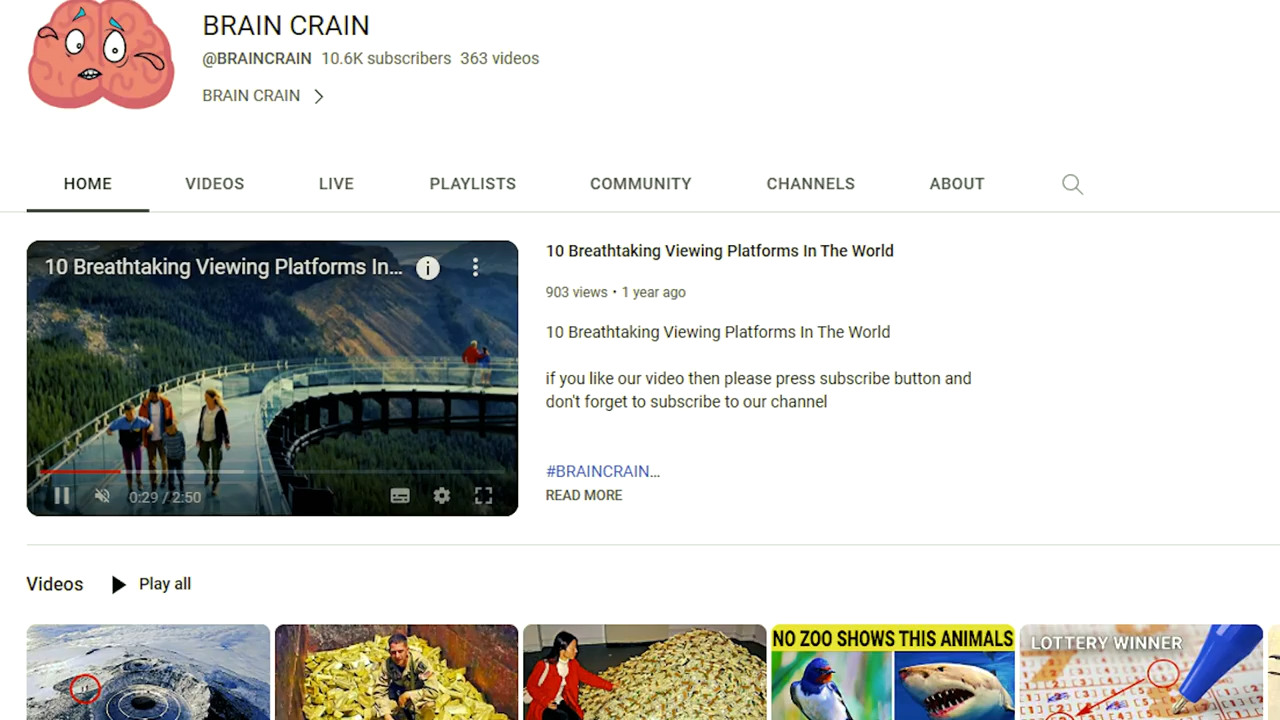 BRAIN CRAIN
@BRAINCRAIN 10.6K subscribers 363 videos
BRAIN CRAIN
HOME VIDEOS LIVE PLAYLISTS COMMUNITY CHANNELS ABOUT
10 Breathtaking Viewing Platforms In...
0:29 / 2:50
10 Breathtaking Viewing Platforms In The World
903 views • 1 year ago
10 Breathtaking Viewing Platforms In The World
if you like our video then please press subscribe button and
don't forget to subscribe to our channel
#BRAINCRAIN...
READ MORE
Videos Play all
NO ZOO SHOWS THIS ANIMALS
LOTTERY WINNER